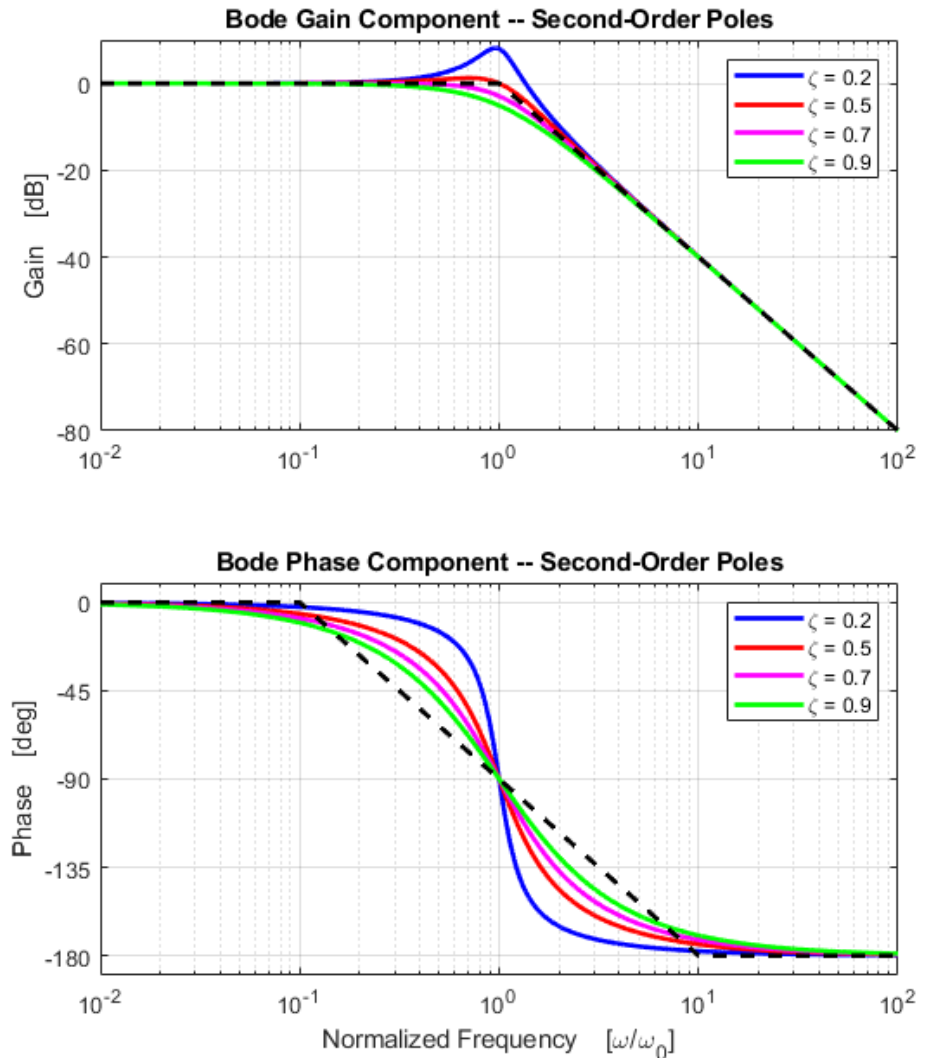 Bode Gain Component -- Second-Order Poles
0
-20
-40
-60
-80
Gain [dB]
ζ = 0.2
ζ = 0.5
ζ = 0.7
ζ = 0.9
10^-2
10^-1
10^0
10^1
10^2
Bode Phase Component -- Second-Order Poles
0
-45
-90
-135
-180
Phase [deg]
ζ = 0.2
ζ = 0.5
ζ = 0.7
ζ = 0.9
10^-2
10^-1
10^0
10^1
10^2
Normalized Frequency [ω/ω_0]